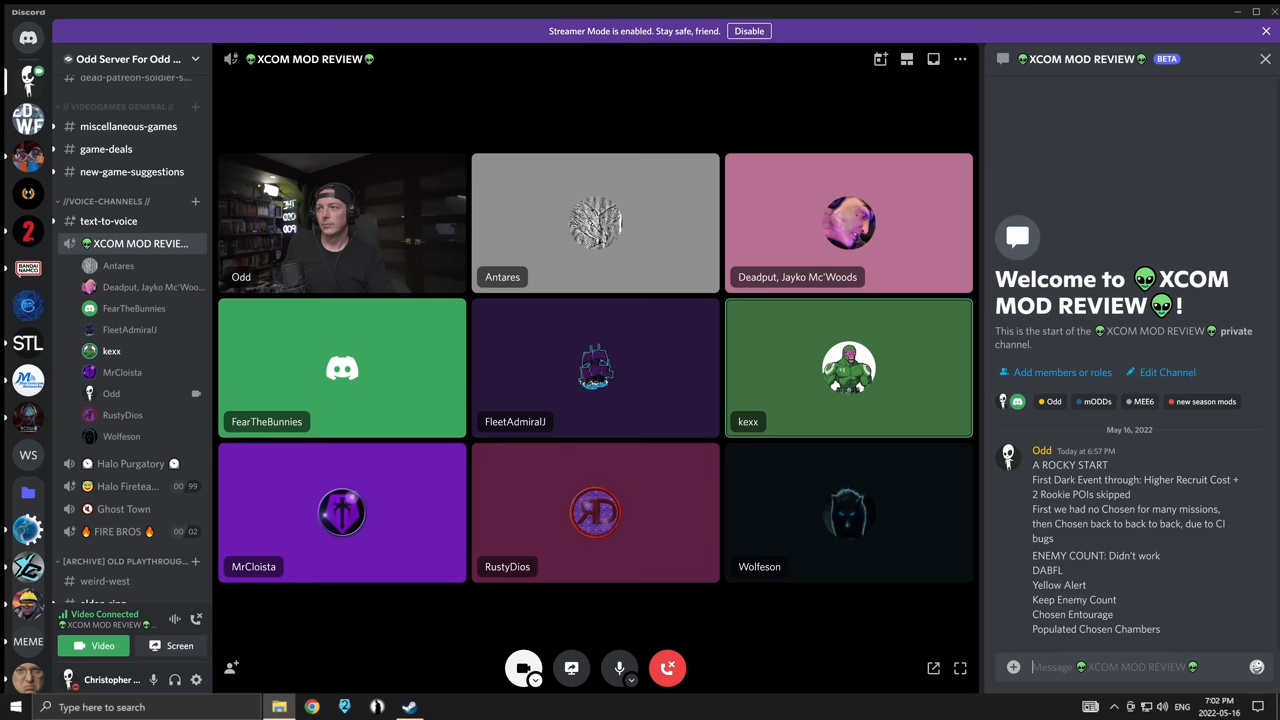 Discord
Streamer Mode is enabled. Stay safe, friend.
Disable
Odd Server For Odd ...
dead-patreon-soldier-s...
// VIDEOGAMES GENERAL //
miscellaneous-games
game-deals
new-game-suggestions
//VOICE-CHANNELS //
text-to-voice
👽XCOM MOD REVIE...
Antares
Deadput, Jayko Mc'Woo...
FearTheBunnies
FleetAdmiralJ
kexx
MrCloista
Odd
RustyDios
Wolfeson
Halo Purgatory
Halo Firetea...
00 99
Ghost Town
🔥 FIRE BROS 🔥
00 02
[ARCHIVE] OLD PLAYTHROUG...
weird-west
Video Connected
👽XCOM MOD REVIEW👽...
Video
Screen
Christopher ...
2
BANDAI
NAMCO
STL
WS
MEME
👽XCOM MOD REVIEW👽
Odd
Antares
Deadput, Jayko Mc'Woods
FearTheBunnies
FleetAdmiralJ
kexx
MrCloista
RD
RustyDios
Wolfeson
👽XCOM MOD REVIEW👽
BETA
Welcome to 👽XCOM
MOD REVIEW👽!
This is the start of the 👽XCOM MOD REVIEW👽 private
channel.
Add members or roles
Edit Channel
Odd
mODDs
MEE6
new season mods
May 16, 2022
Odd Today at 6:57 PM
A ROCKY START
First Dark Event through: Higher Recruit Cost +
2 Rookie POIs skipped
First we had no Chosen for many missions,
then Chosen back to back to back, due to CI
bugs
ENEMY COUNT: Didn't work
DABFL
Yellow Alert
Keep Enemy Count
Chosen Entourage
Populated Chosen Chambers
Message 👽XCOM MOD REVIEW👽
Type here to search
ENG
7:02 PM
2022-05-16